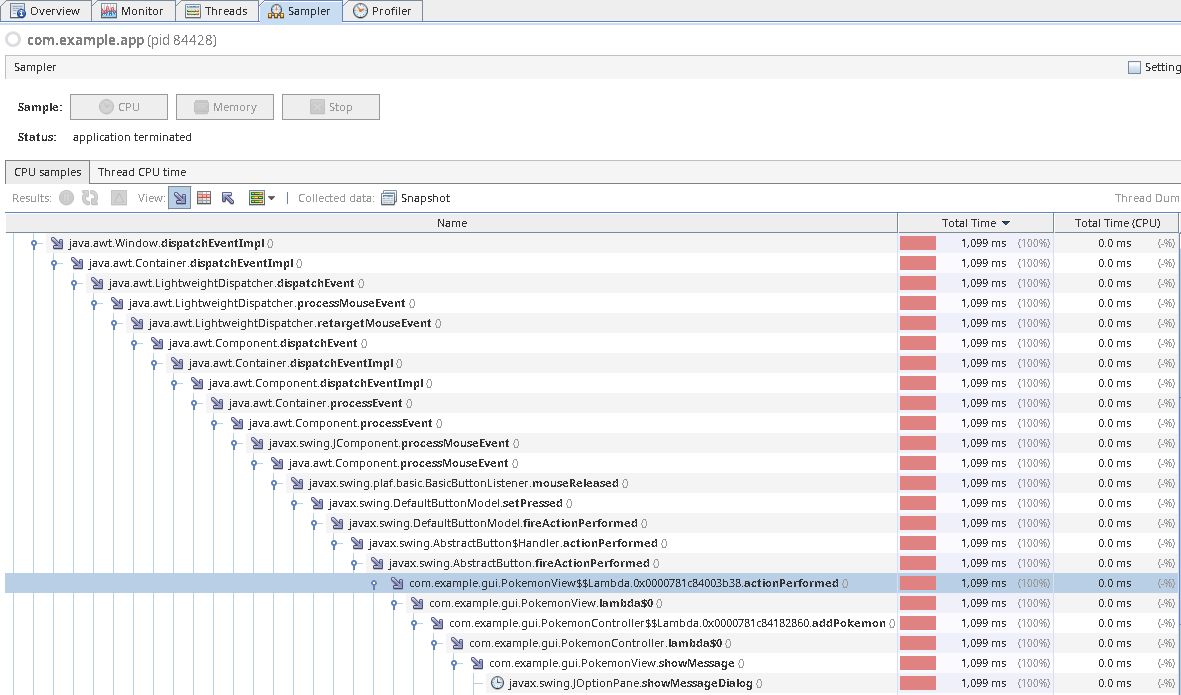 Overview Monitor Threads Sampler Profiler
com.example.app (pid 84428)
Sampler Setting
Sample: CPU Memory Stop
Status: application terminated
CPU samples Thread CPU time
Results: View: Collected data: Snapshot Thread Dum
Name Total Time Total Time (CPU)
java.awt.Window.dispatchEventImpl () 1,099 ms (100%) 0.0 ms (-%)
java.awt.Container.dispatchEventImpl () 1,099 ms (100%) 0.0 ms (-%)
java.awt.LightweightDispatcher.dispatchEvent () 1,099 ms (100%) 0.0 ms (-%)
java.awt.LightweightDispatcher.processMouseEvent () 1,099 ms (100%) 0.0 ms (-%)
java.awt.LightweightDispatcher.retargetMouseEvent () 1,099 ms (100%) 0.0 ms (-%)
java.awt.Component.dispatchEvent () 1,099 ms (100%) 0.0 ms (-%)
java.awt.Container.dispatchEventImpl () 1,099 ms (100%) 0.0 ms (-%)
java.awt.Component.dispatchEventImpl () 1,099 ms (100%) 0.0 ms (-%)
java.awt.Container.processEvent () 1,099 ms (100%) 0.0 ms (-%)
java.awt.Component.processEvent () 1,099 ms (100%) 0.0 ms (-%)
javax.swing.JComponent.processMouseEvent () 1,099 ms (100%) 0.0 ms (-%)
java.awt.Component.processMouseEvent () 1,099 ms (100%) 0.0 ms (-%)
javax.swing.plaf.basic.BasicButtonListener.mouseReleased () 1,099 ms (100%) 0.0 ms (-%)
javax.swing.DefaultButtonModel.setPressed () 1,099 ms (100%) 0.0 ms (-%)
javax.swing.DefaultButtonModel.fireActionPerformed () 1,099 ms (100%) 0.0 ms (-%)
javax.swing.AbstractButton$Handler.actionPerformed () 1,099 ms (100%) 0.0 ms (-%)
javax.swing.AbstractButton.fireActionPerformed () 1,099 ms (100%) 0.0 ms (-%)
com.example.gui.PokemonView$$Lambda.0x0000781c84003b38.actionPerformed () 1,099 ms (100%) 0.0 ms (-%)
com.example.gui.PokemonView.lambda$0 () 1,099 ms (100%) 0.0 ms (-%)
com.example.gui.PokemonController$$Lambda.0x0000781c84182860.addPokemon () 1,099 ms (100%) 0.0 ms (-%)
com.example.gui.PokemonController.lambda$0 () 1,099 ms (100%) 0.0 ms (-%)
com.example.gui.PokemonView.showMessage () 1,099 ms (100%) 0.0 ms (-%)
javax.swing.JOptionPane.showMessageDialog () 1,099 ms (100%) 0.0 ms (-%)